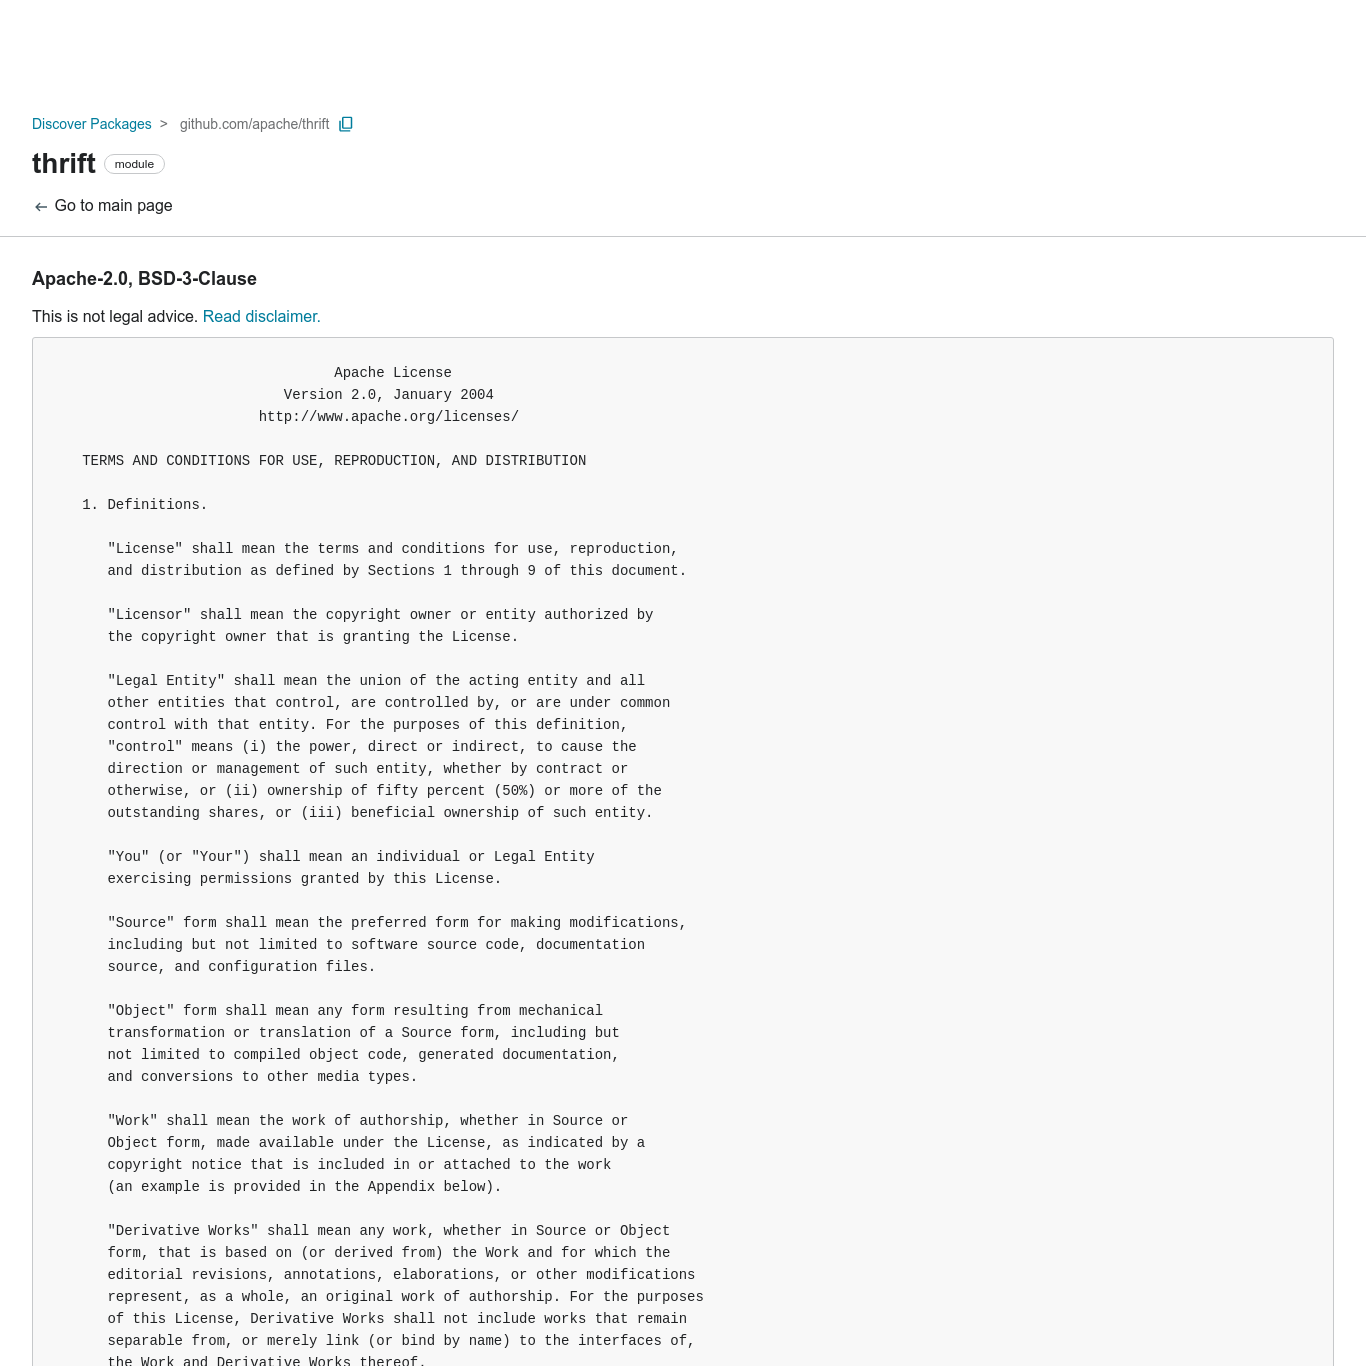 Discover Packages > github.com/apache/thrift
thrift module
Go to main page
Apache-2.0, BSD-3-Clause
This is not legal advice. Read disclaimer.
Apache License
Version 2.0, January 2004
http://www.apache.org/licenses/
TERMS AND CONDITIONS FOR USE, REPRODUCTION, AND DISTRIBUTION
1. Definitions.
"License" shall mean the terms and conditions for use, reproduction,
and distribution as defined by Sections 1 through 9 of this document.
"Licensor" shall mean the copyright owner or entity authorized by
the copyright owner that is granting the License.
"Legal Entity" shall mean the union of the acting entity and all
other entities that control, are controlled by, or are under common
control with that entity. For the purposes of this definition,
"control" means (i) the power, direct or indirect, to cause the
direction or management of such entity, whether by contract or
otherwise, or (ii) ownership of fifty percent (50%) or more of the
outstanding shares, or (iii) beneficial ownership of such entity.
"You" (or "Your") shall mean an individual or Legal Entity
exercising permissions granted by this License.
"Source" form shall mean the preferred form for making modifications,
including but not limited to software source code, documentation
source, and configuration files.
"Object" form shall mean any form resulting from mechanical
transformation or translation of a Source form, including but
not limited to compiled object code, generated documentation,
and conversions to other media types.
"Work" shall mean the work of authorship, whether in Source or
Object form, made available under the License, as indicated by a
copyright notice that is included in or attached to the work
(an example is provided in the Appendix below).
"Derivative Works" shall mean any work, whether in Source or Object
form, that is based on (or derived from) the Work and for which the
editorial revisions, annotations, elaborations, or other modifications
represent, as a whole, an original work of authorship. For the purposes
of this License, Derivative Works shall not include works that remain
separable from, or merely link (or bind by name) to the interfaces of,
the Work and Derivative Works thereof.